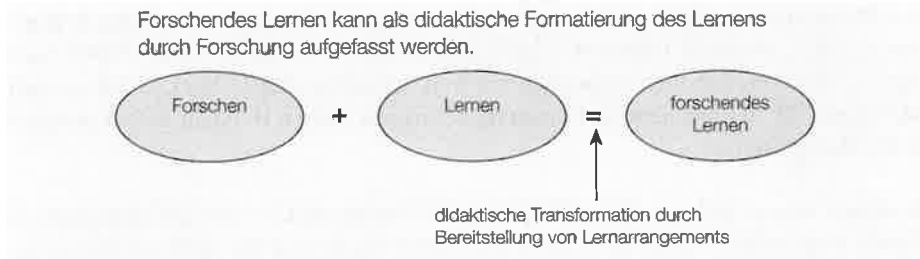 Forschendes Lernen kann als didaktische Formatierung des Lernens
durch Forschung aufgefasst werden.
Forschen + Lernen = forschendes
Lernen
didaktische Transformation durch
Bereitstellung von Lernarrangements